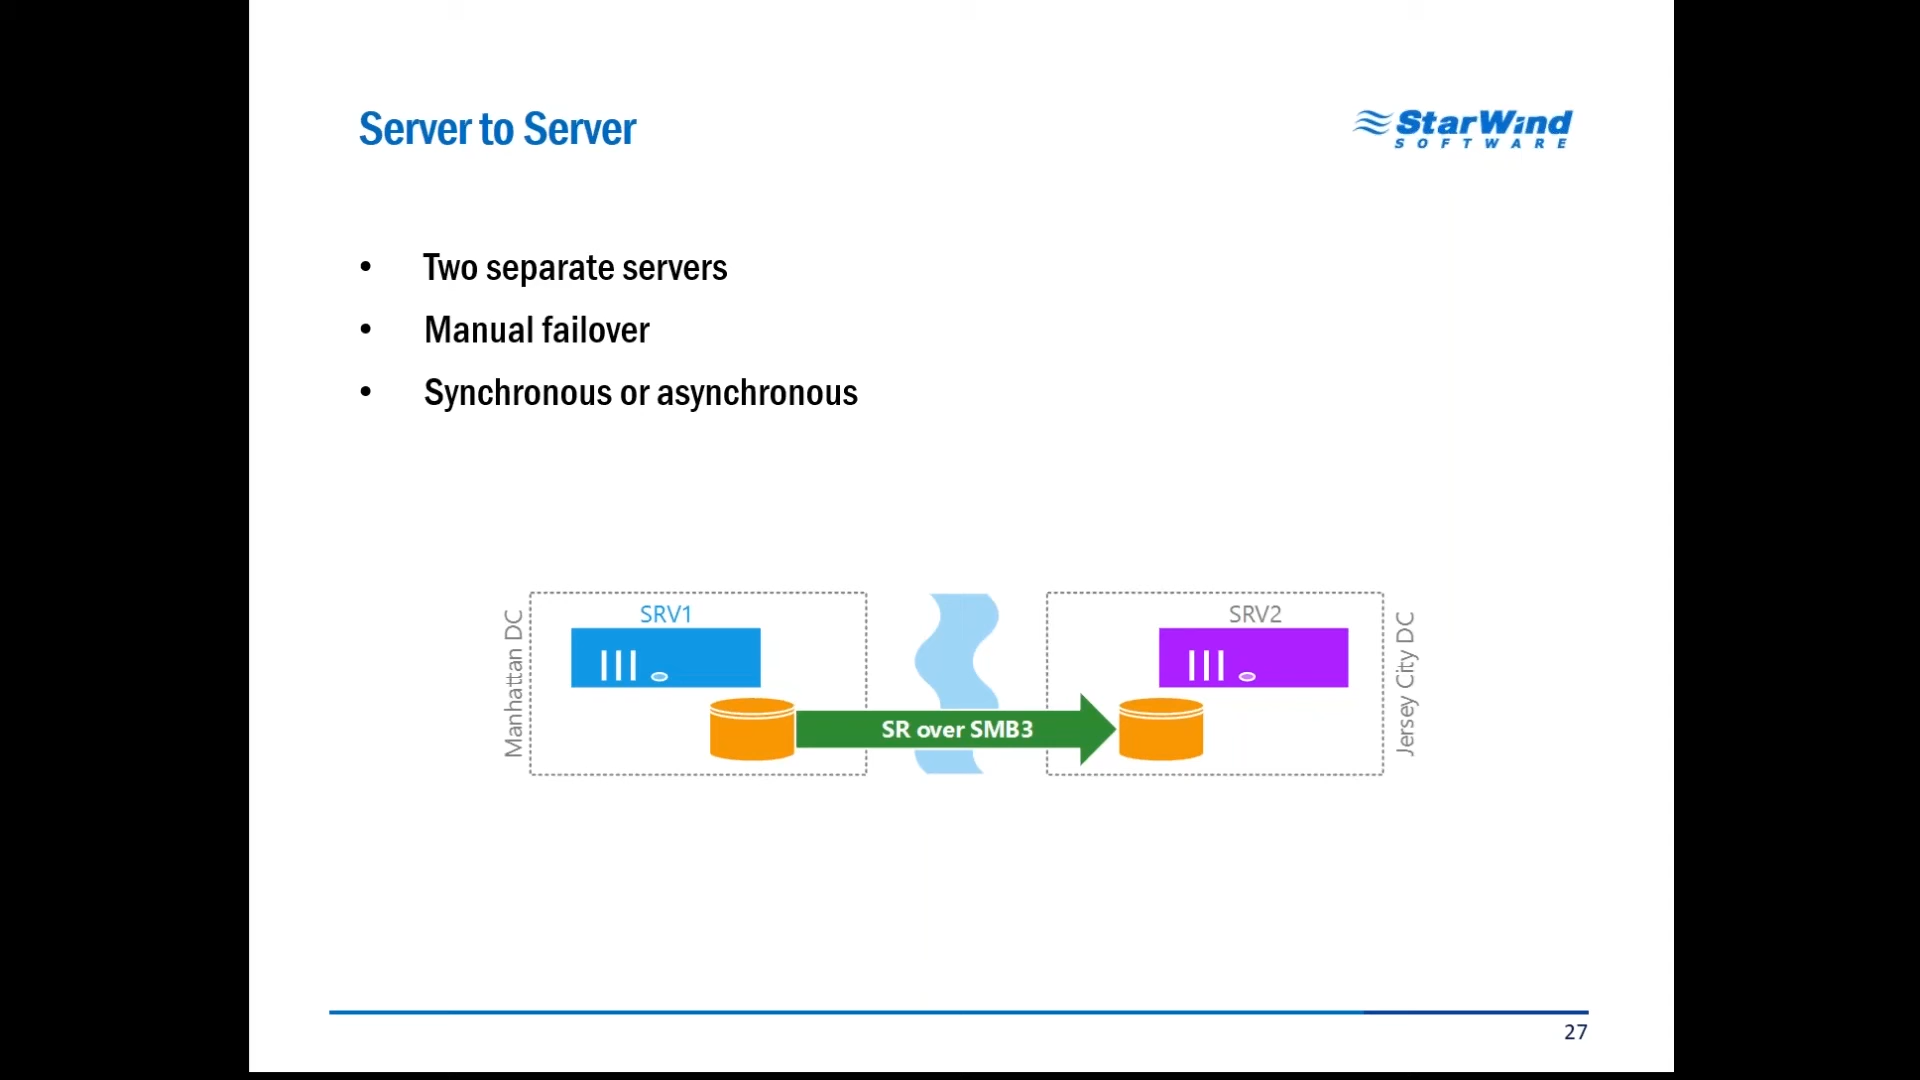 Server to Server
StarWind
SOFTWARE
• Two separate servers
• Manual failover
• Synchronous or asynchronous
Manhattan DC
SRV1
SR over SMB3
SRV2
Jersey City DC
27